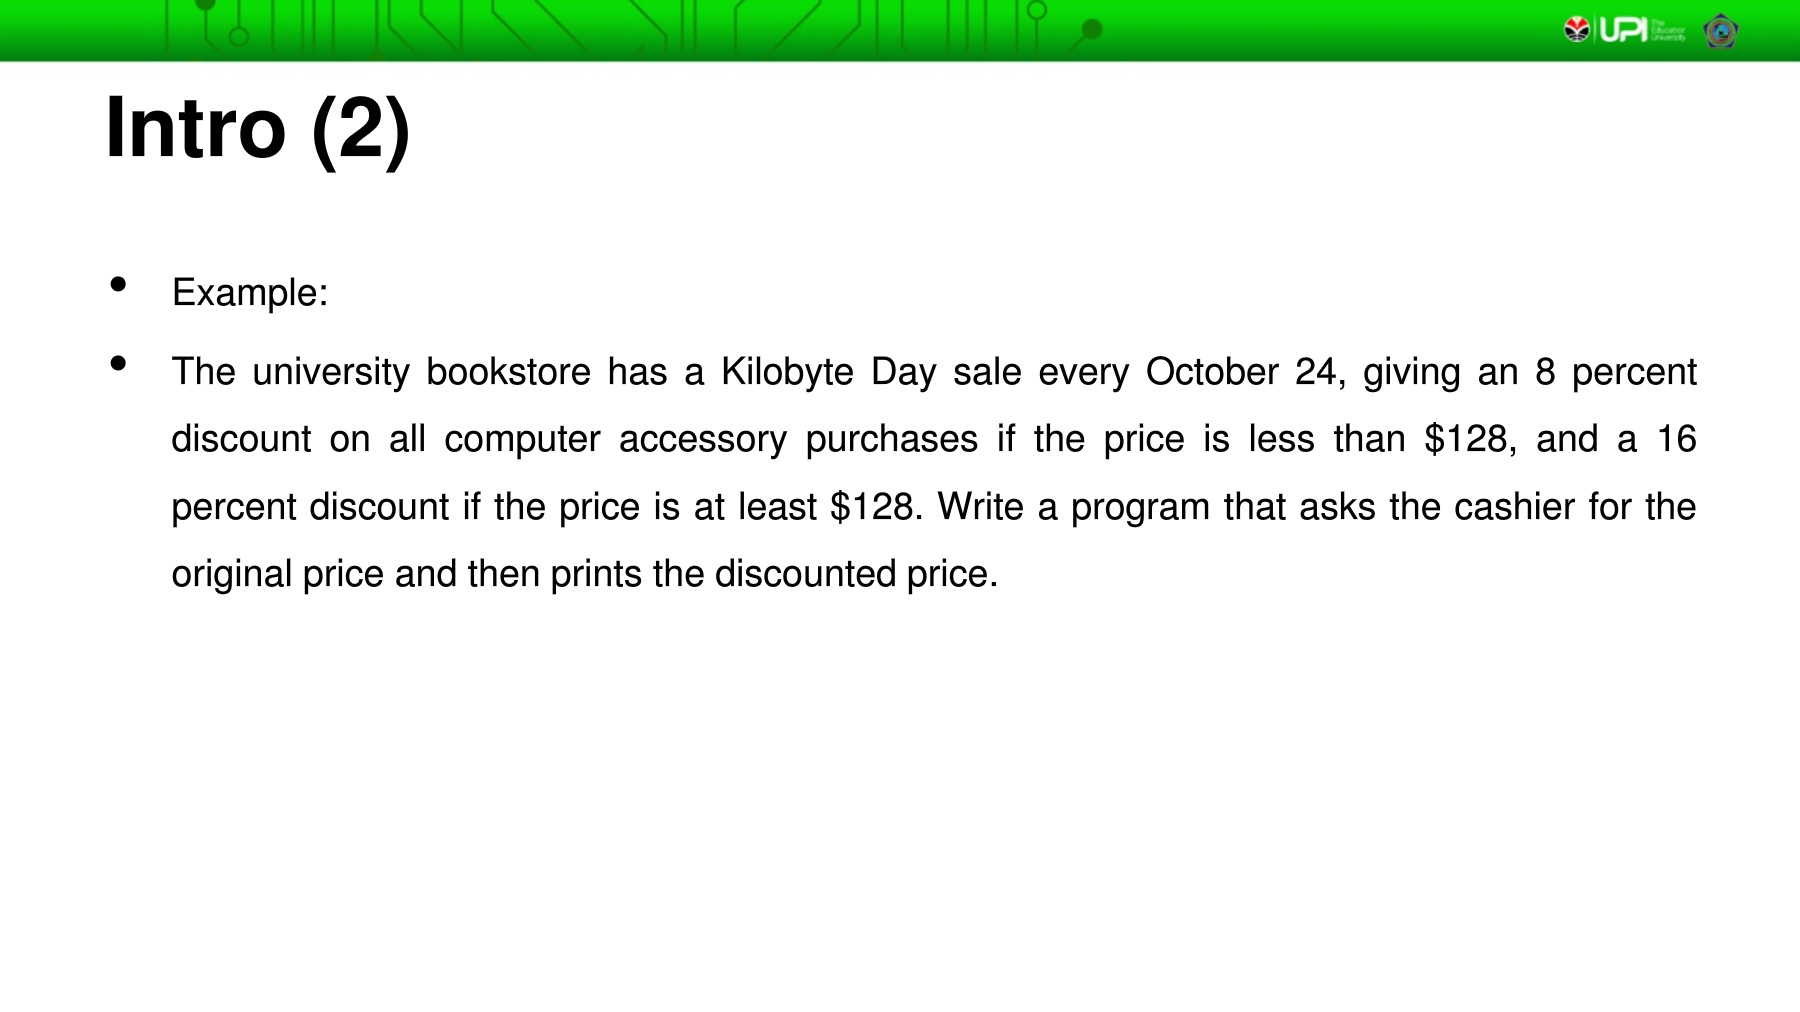 UPI The Education University
Intro (2)
• Example:
• The university bookstore has a Kilobyte Day sale every October 24, giving an 8 percent
discount on all computer accessory purchases if the price is less than $128, and a 16
percent discount if the price is at least $128. Write a program that asks the cashier for the
original price and then prints the discounted price.